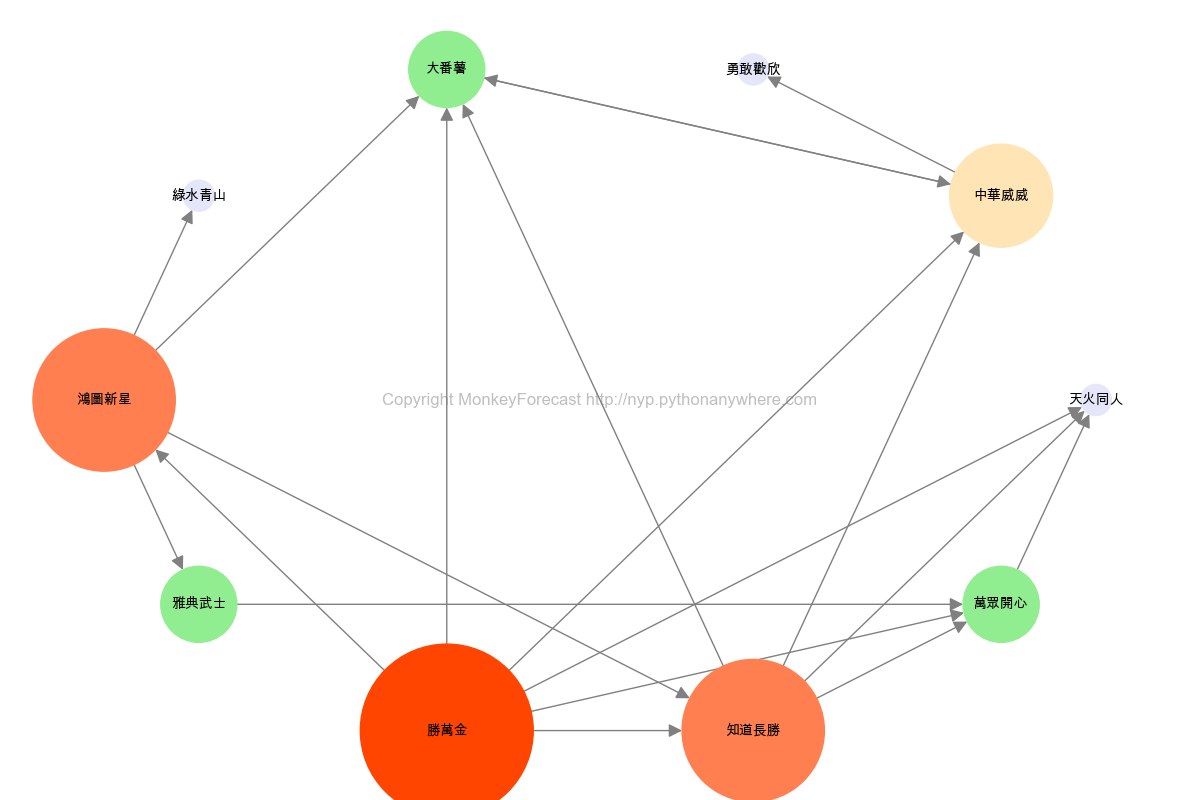 大番薯
勇敢歡欣
綠水青山
中華威威
鴻圖新星
Copyright MonkeyForecast http://nyp.pythonanywhere.com
天火同人
雅典武士
萬眾開心
勝萬金
知道長勝